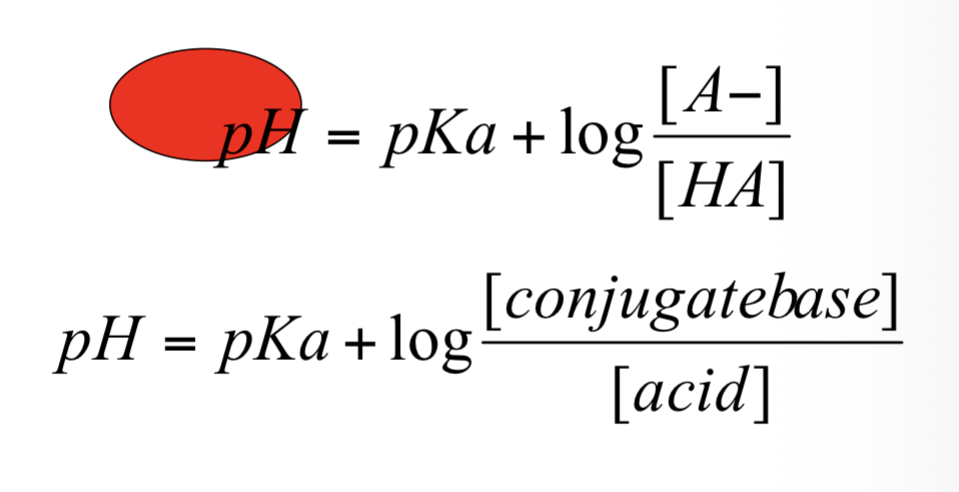 pH = pKa + log [A−] / [HA]
pH = pKa + log [conjugatebase] / [acid]